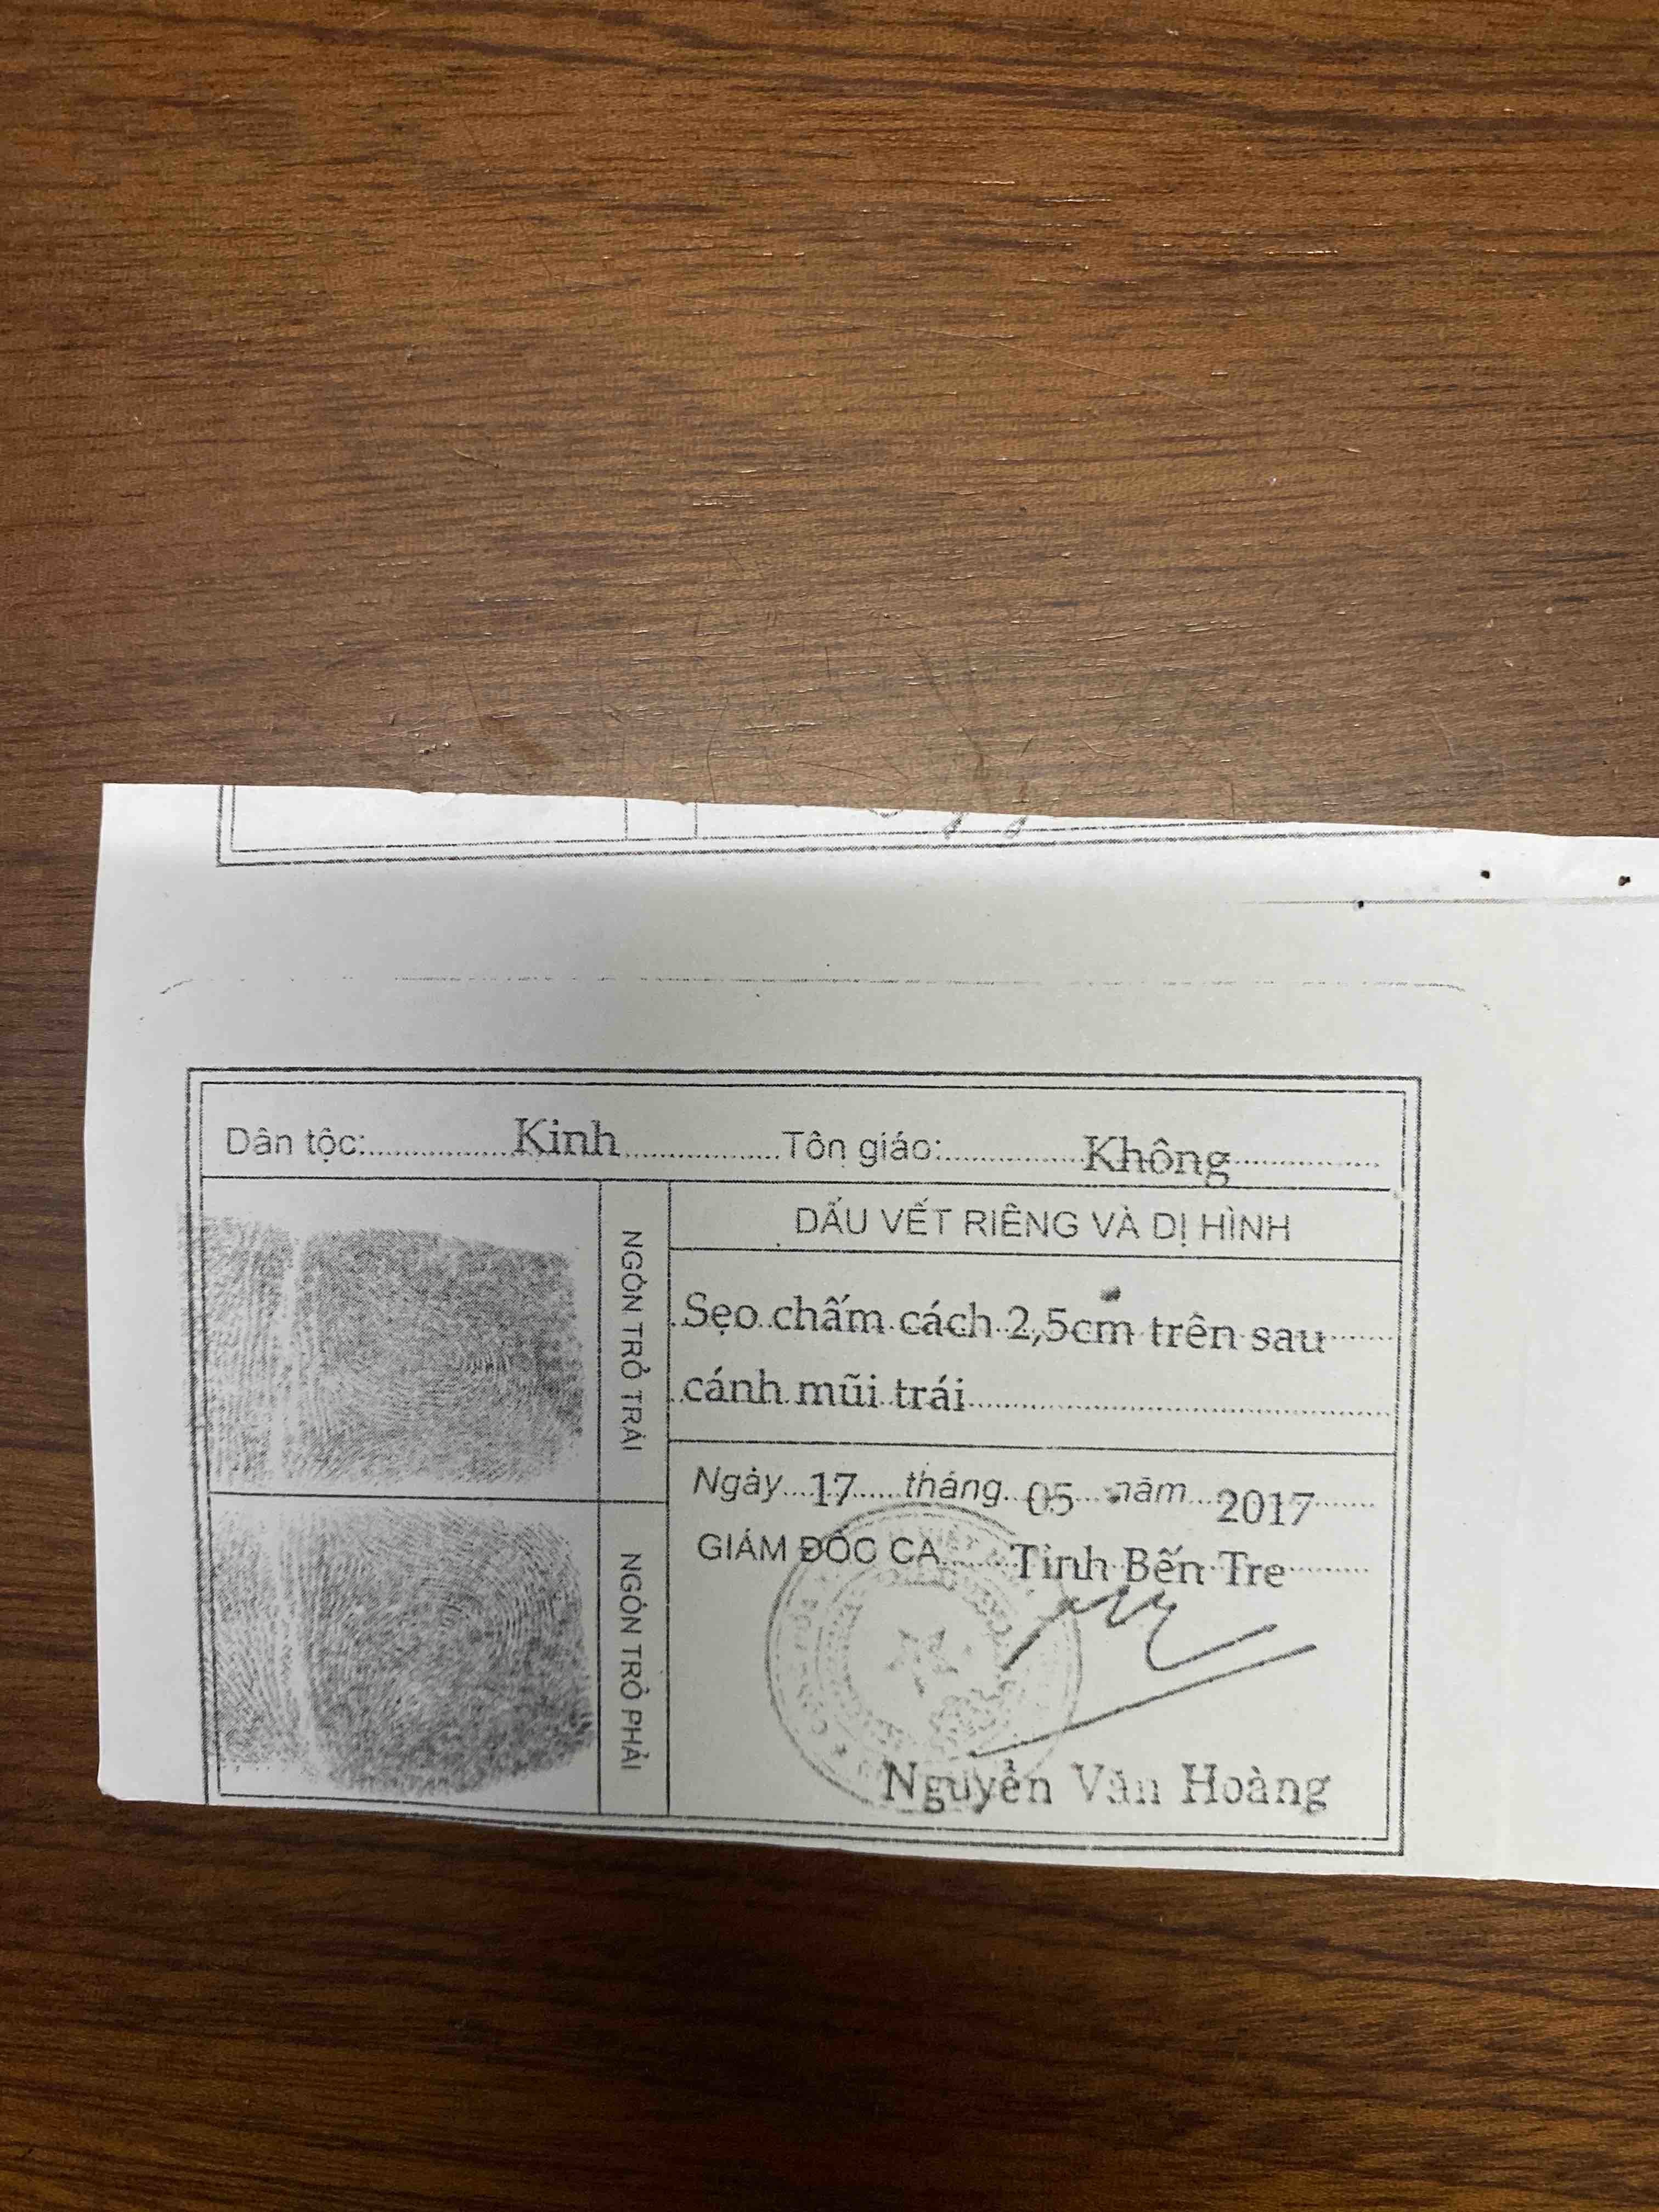 Dân tộc: Kinh Tôn giáo: Không
NGÓN TRỎ TRÁI
DẤU VẾT RIÊNG VÀ DỊ HÌNH
Sẹo chấm cách 2,5cm trên sau
cánh mũi trái
NGÓN TRỎ PHẢI
Ngày 17 tháng 05 năm 2017
GIÁM ĐỐC CA Tỉnh Bến Tre
Nguyễn Văn Hoàng